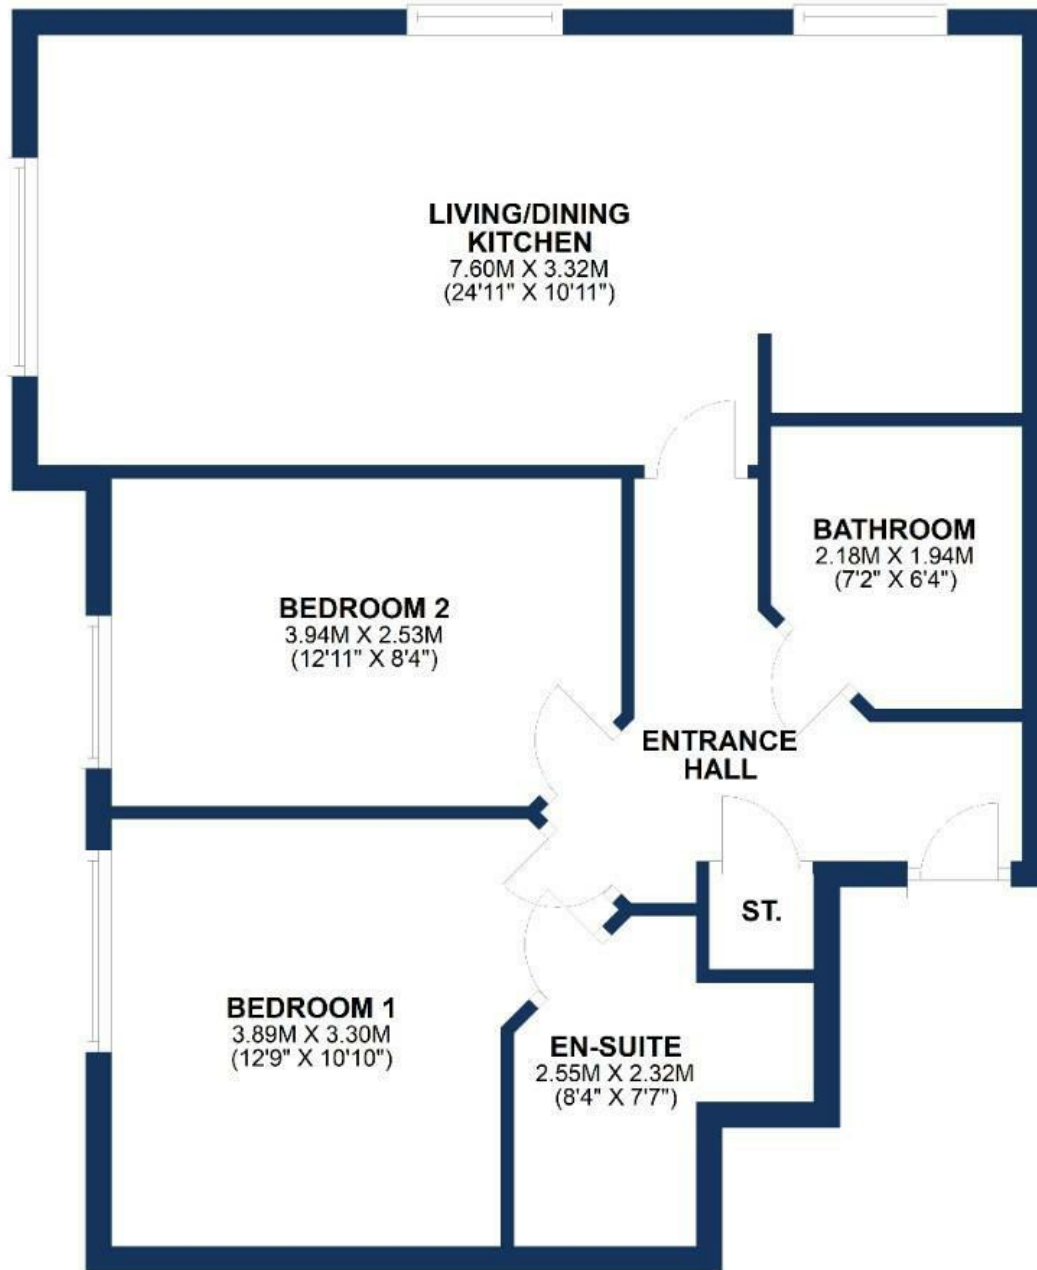 LIVING/DINING
KITCHEN
7.60M X 3.32M
(24'11" X 10'11")
BATHROOM
2.18M X 1.94M
(7'2" X 6'4")
BEDROOM 2
3.94M X 2.53M
(12'11" X 8'4")
ENTRANCE
HALL
ST.
BEDROOM 1
3.89M X 3.30M
(12'9" X 10'10")
EN-SUITE
2.55M X 2.32M
(8'4" X 7'7")